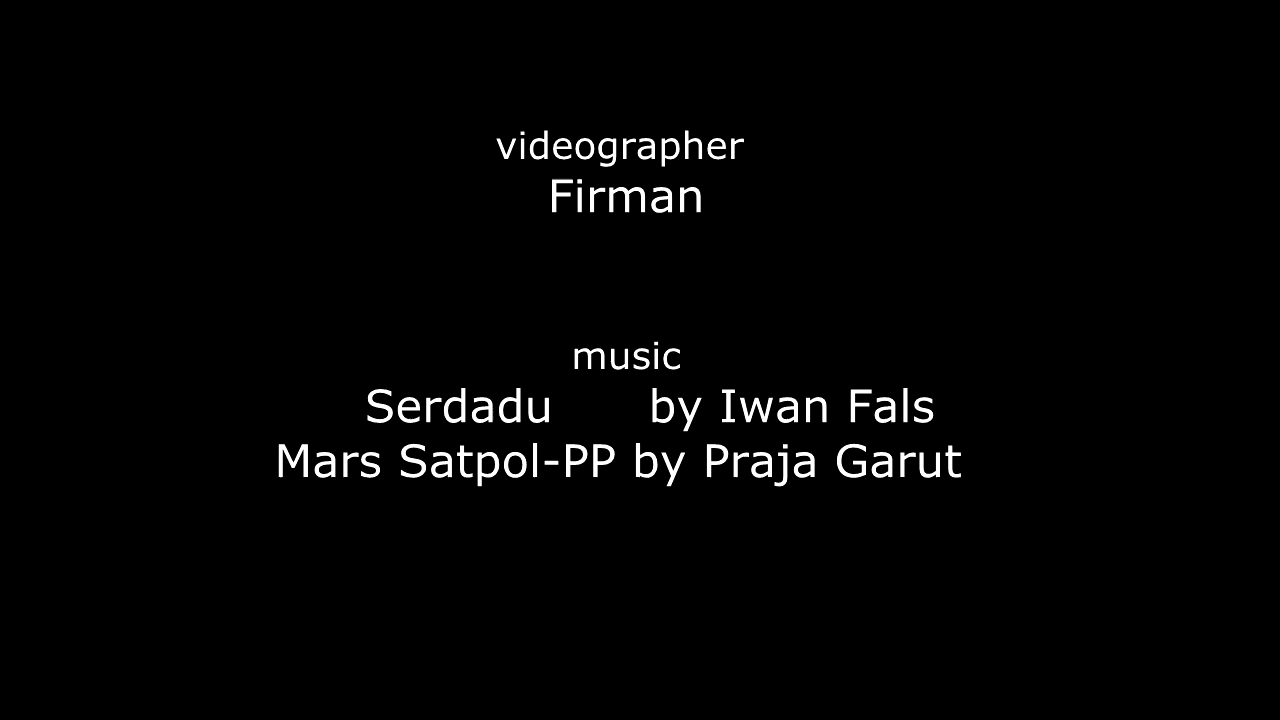 videographer
Firman
music
Serdadu by Iwan Fals
Mars Satpol-PP by Praja Garut